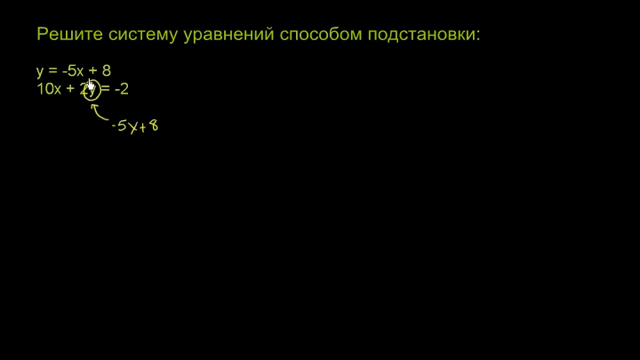 Решите систему уравнений способом подстановки:
y = -5x + 8
10x + 2y = -2
-5x+8